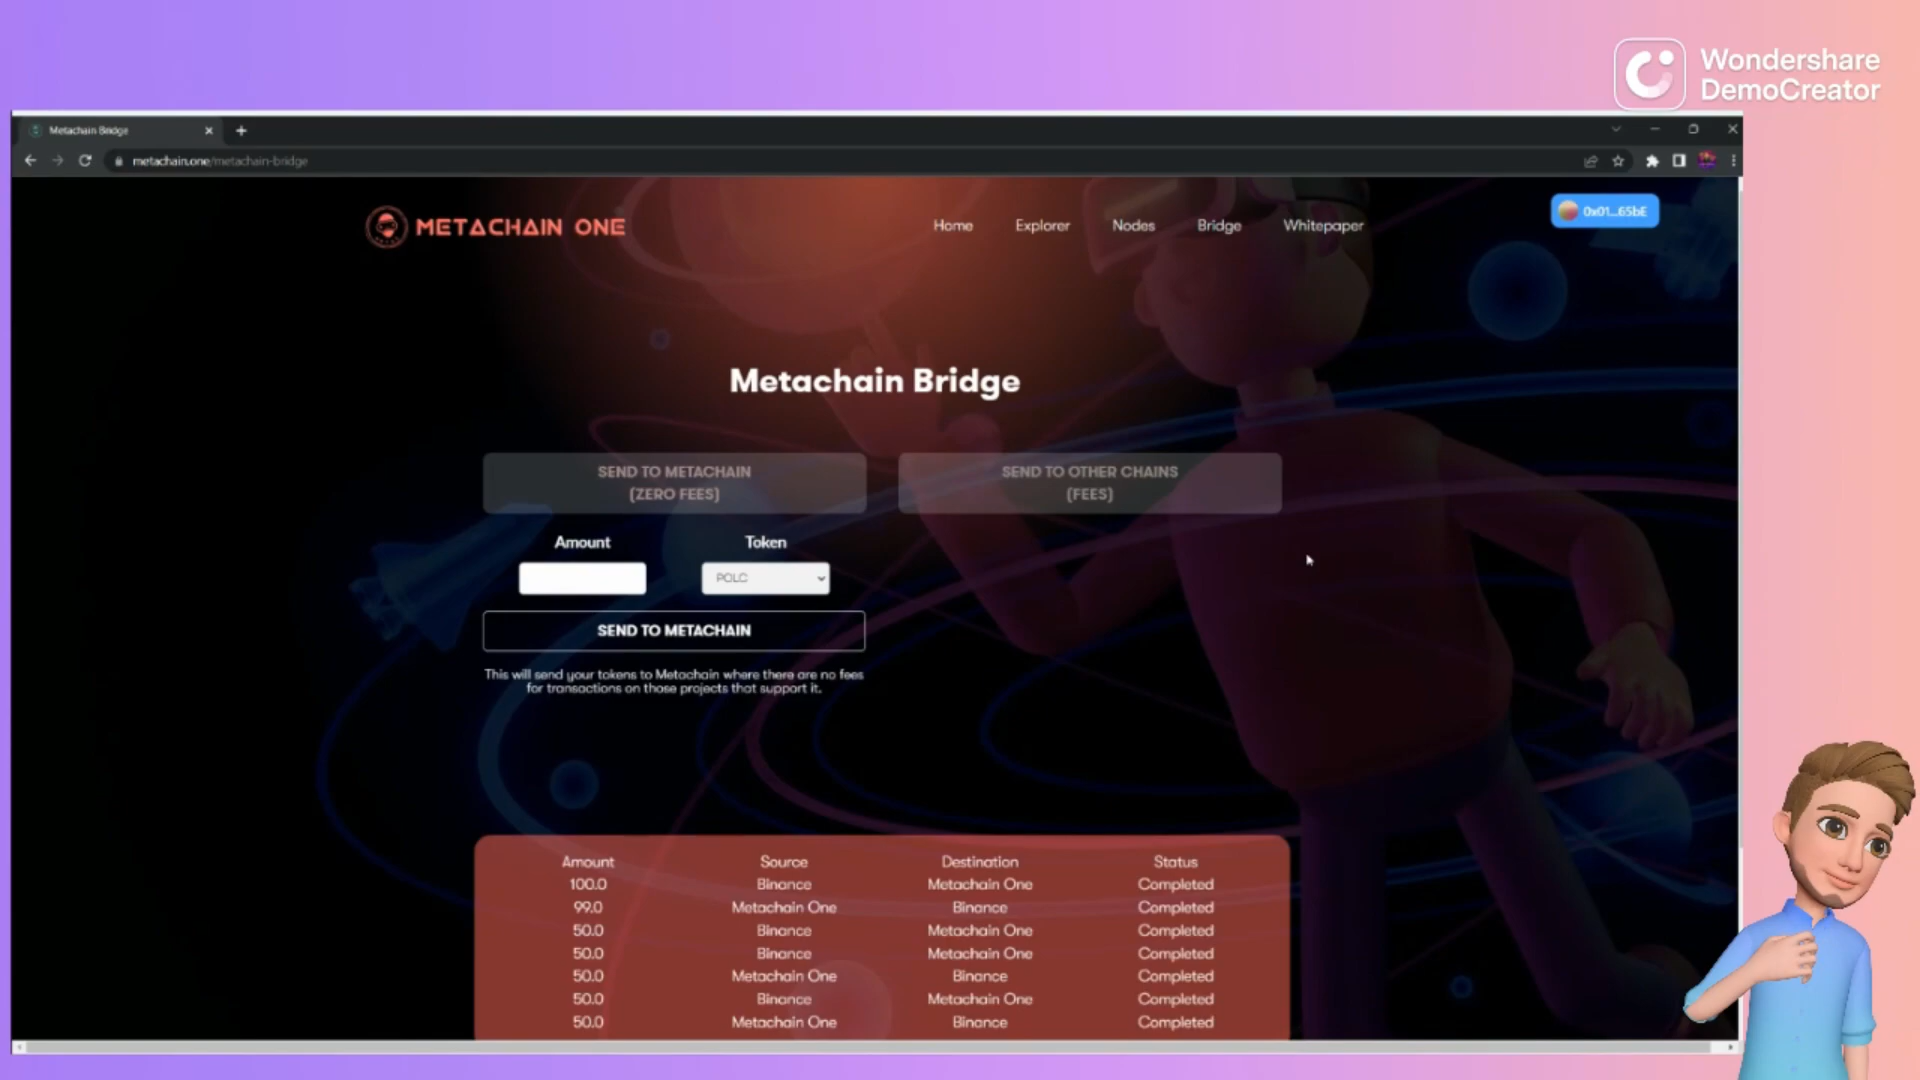 Wondershare
DemoCreator
Metachain Bridge
metachain.one/metachain-bridge
METACHAIN ONE
Home Explorer Nodes Bridge Whitepaper
0x01...65bE
Metachain Bridge
SEND TO METACHAIN
(ZERO FEES)
SEND TO OTHER CHAINS
(FEES)
Amount Token
POLC
SEND TO METACHAIN
This will send your tokens to Metachain where there are no fees
for transactions on those projects that support it.
Amount Source Destination Status
100.0 Binance Metachain One Completed
99.0 Metachain One Binance Completed
50.0 Binance Metachain One Completed
50.0 Binance Metachain One Completed
50.0 Metachain One Binance Completed
50.0 Binance Metachain One Completed
50.0 Metachain One Binance Completed